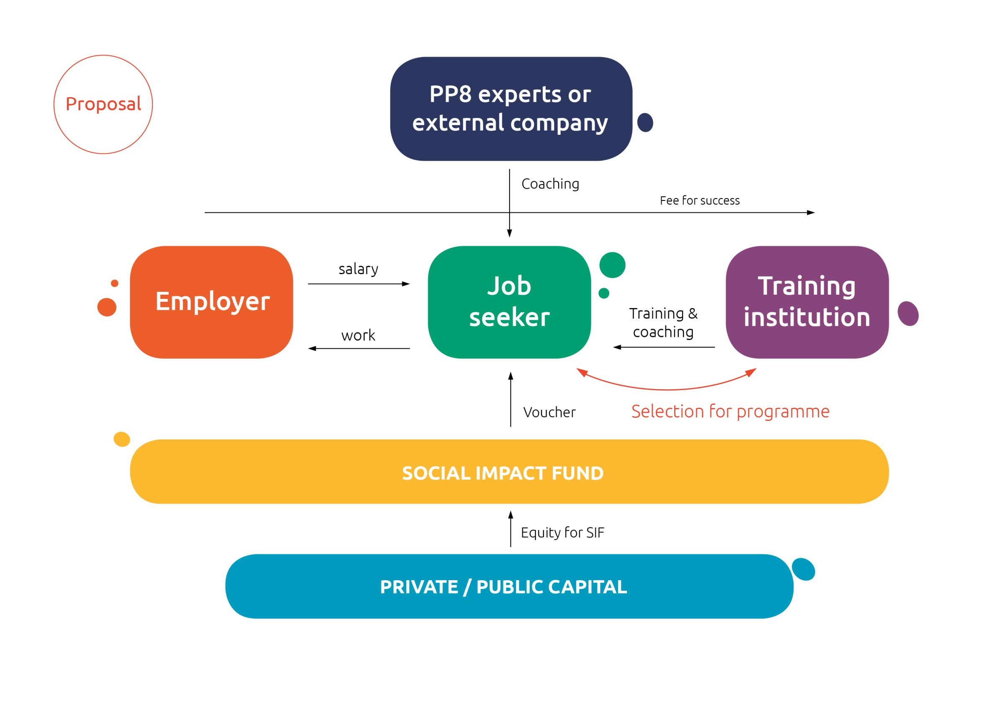 Proposal
PP8 experts or
external company
Coaching
Fee for success
Employer
salary
work
Job
seeker
Training &
coaching
Training
institution
Voucher
Selection for programme
SOCIAL IMPACT FUND
Equity for SIF
PRIVATE / PUBLIC CAPITAL